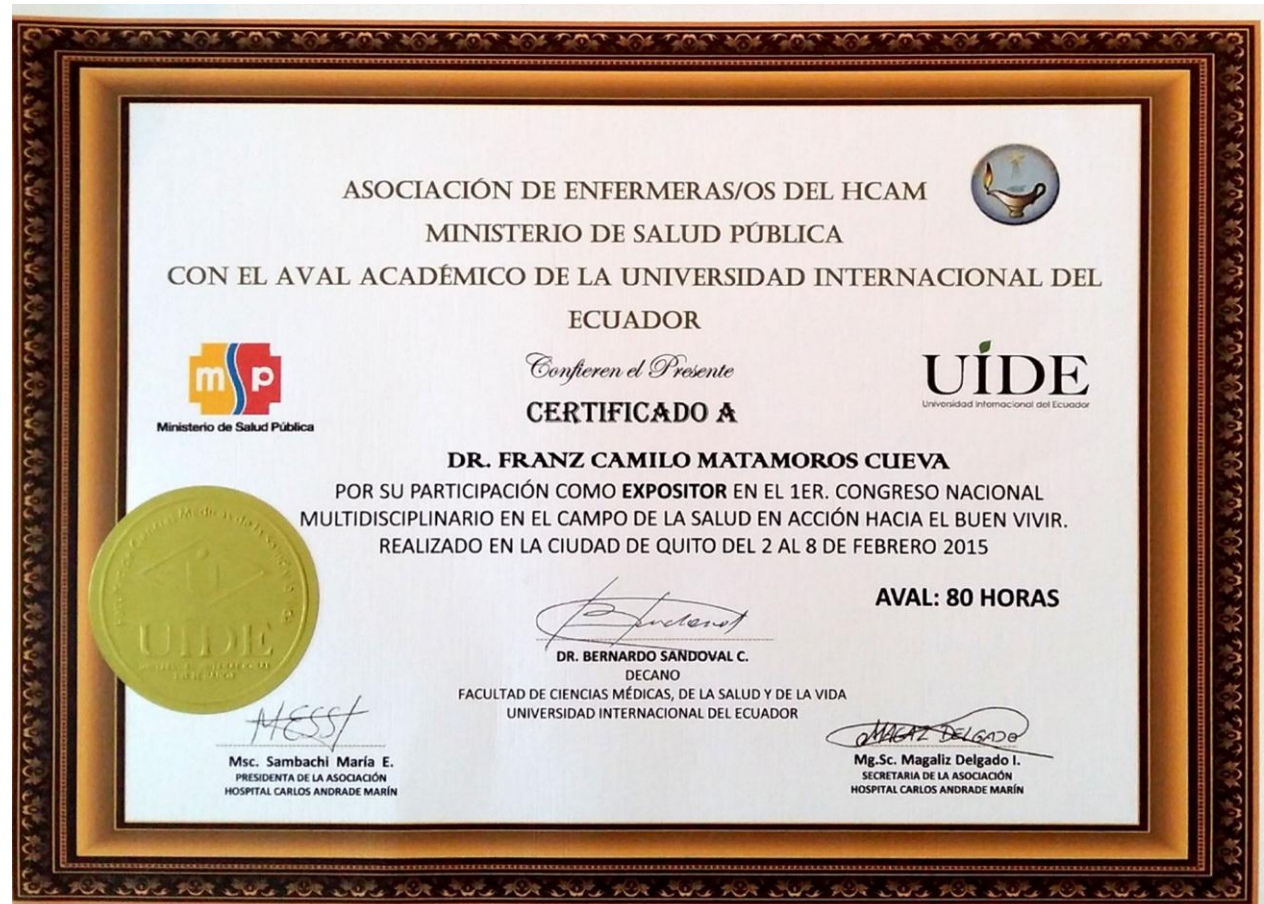 ASOCIACIÓN DE ENFERMERAS/OS DEL HCAM
MINISTERIO DE SALUD PÚBLICA
CON EL AVAL ACADÉMICO DE LA UNIVERSIDAD INTERNACIONAL DEL
ECUADOR
msp
Ministerio de Salud Pública
Confieren el Presente
CERTIFICADO A
UÍDE
Universidad Internacional del Ecuador
DR. FRANZ CAMILO MATAMOROS CUEVA
POR SU PARTICIPACIÓN COMO EXPOSITOR EN EL 1ER. CONGRESO NACIONAL
MULTIDISCIPLINARIO EN EL CAMPO DE LA SALUD EN ACCIÓN HACIA EL BUEN VIVIR.
REALIZADO EN LA CIUDAD DE QUITO DEL 2 AL 8 DE FEBRERO 2015
AVAL: 80 HORAS
UIDE
DR. BERNARDO SANDOVAL C.
DECANO
FACULTAD DE CIENCIAS MÉDICAS, DE LA SALUD Y DE LA VIDA
UNIVERSIDAD INTERNACIONAL DEL ECUADOR
Msc. Sambachi María E.
PRESIDENTA DE LA ASOCIACIÓN
HOSPITAL CARLOS ANDRADE MARÍN
MAGAZ DELGADO
Mg.Sc. Magaliz Delgado I.
SECRETARIA DE LA ASOCIACIÓN
HOSPITAL CARLOS ANDRADE MARÍN